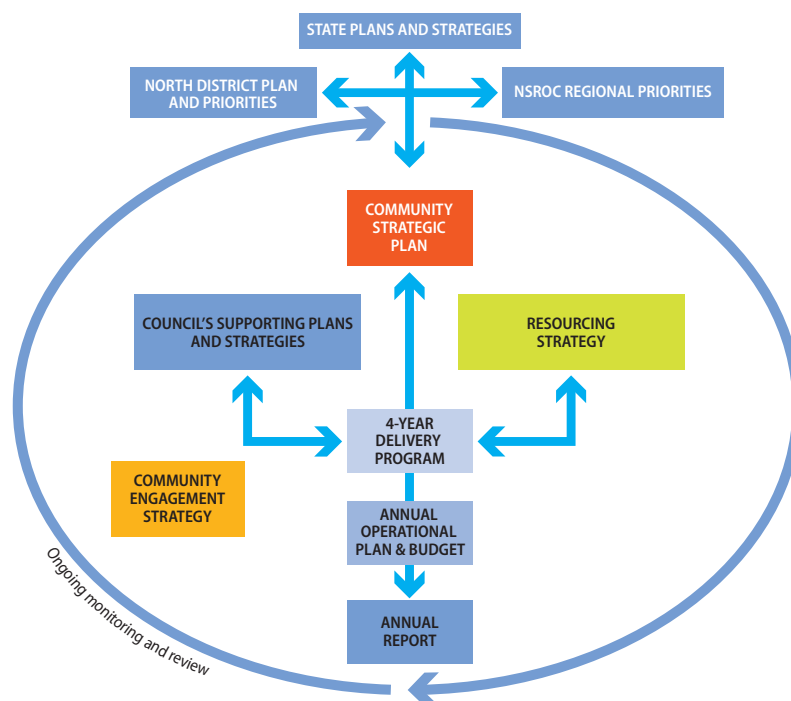 STATE PLANS AND STRATEGIES
NORTH DISTRICT PLAN
AND PRIORITIES
NSROC REGIONAL PRIORITIES
COMMUNITY
STRATEGIC
PLAN
COUNCIL'S SUPPORTING PLANS
AND STRATEGIES
RESOURCING
STRATEGY
4-YEAR
DELIVERY
PROGRAM
COMMUNITY
ENGAGEMENT
STRATEGY
ANNUAL
OPERATIONAL
PLAN & BUDGET
ANNUAL
REPORT
Ongoing monitoring and review